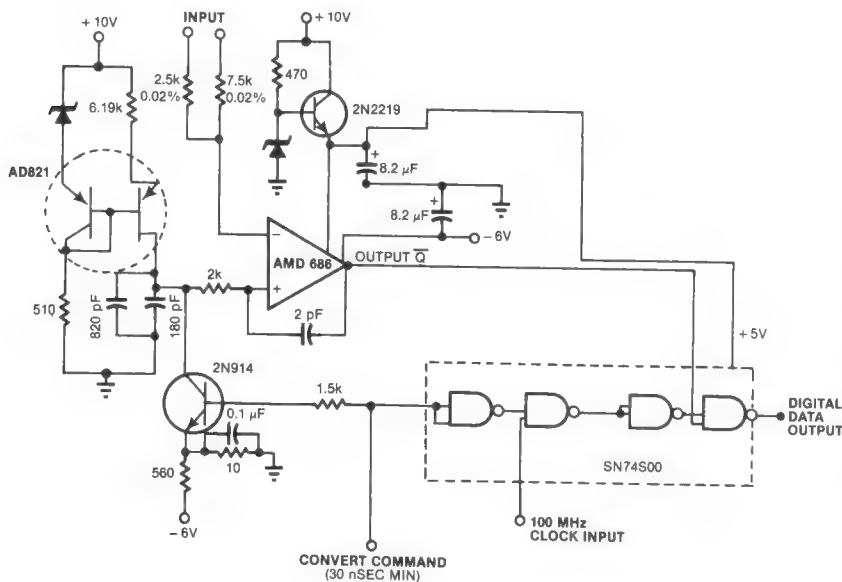 INPUT
+ 10V
+ 10V
2.5k
0.02%
7.5k
0.02%
470
6.19k
2N2219
AD821
8.2 µF
8.2 µF
- 6V
AMD 686
OUTPUT Q̅
2k
510
820 pF
180 pF
2 pF
+ 5V
2N914
1.5k
0.1 µF
10
560
- 6V
DIGITAL
DATA
OUTPUT
SN74S00
100 MHz
CLOCK INPUT
CONVERT COMMAND
(30 nSEC MIN)
+
+
-
+